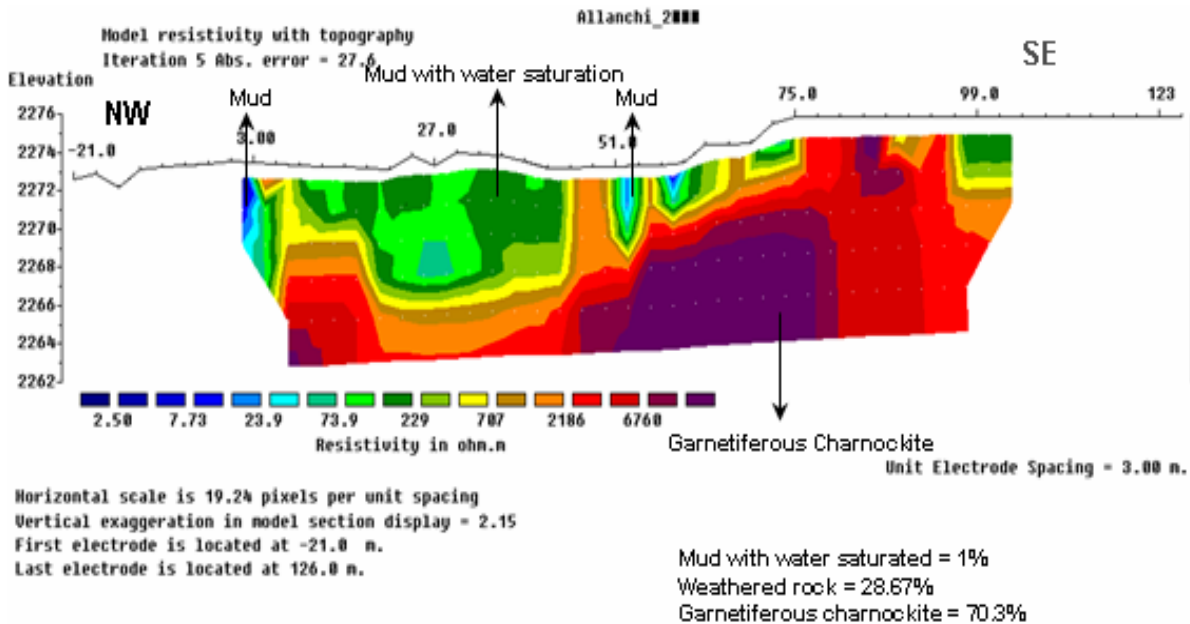 Allanchi_2
Model resistivity with topography
Iteration 5 Abs. error = 27.6
SE
Elevation
Mud with water saturation
Mud
Mud
75.0 99.0 123
2276
NW
3.00 27.0 51.0
2274
-21.0
2272
2270
2268
2266
2264
2262
2.50 7.73 23.9 73.9 229 707 2186 6760
Resistivity in ohm.m
Garnetiferous Charnockite
Unit Electrode Spacing = 3.00 m.
Horizontal scale is 19.24 pixels per unit spacing
Vertical exaggeration in model section display = 2.15
First electrode is located at -21.0 m.
Last electrode is located at 126.0 m.
Mud with water saturated = 1%
Weathered rock = 28.67%
Garnetiferous charnockite = 70.3%